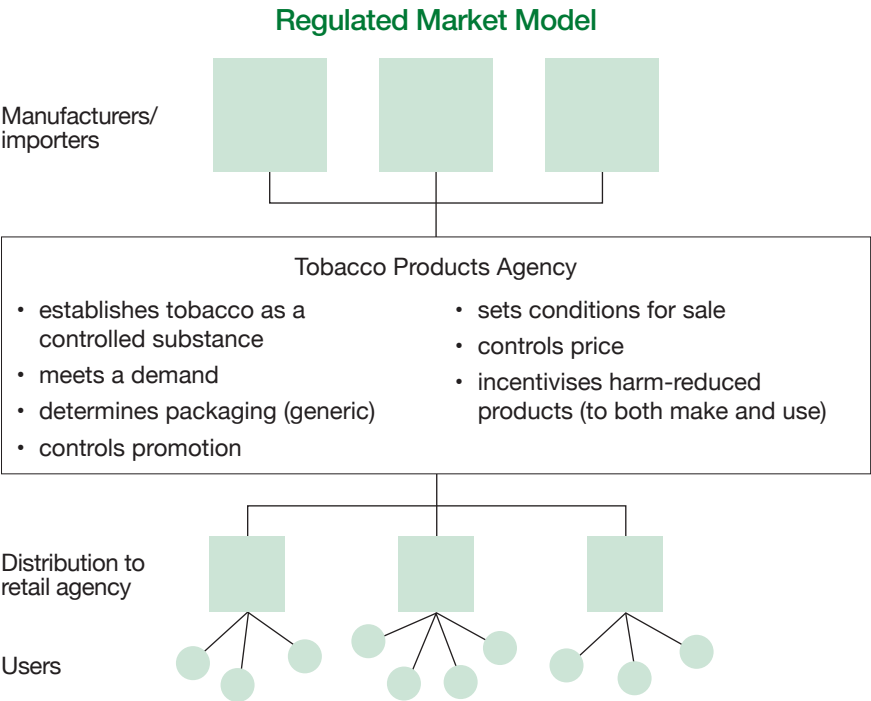 Regulated Market Model
Manufacturers/
importers
Tobacco Products Agency
• establishes tobacco as a
controlled substance
• meets a demand
• determines packaging (generic)
• controls promotion
• sets conditions for sale
• controls price
• incentivises harm-reduced
products (to both make and use)
Distribution to
retail agency
Users